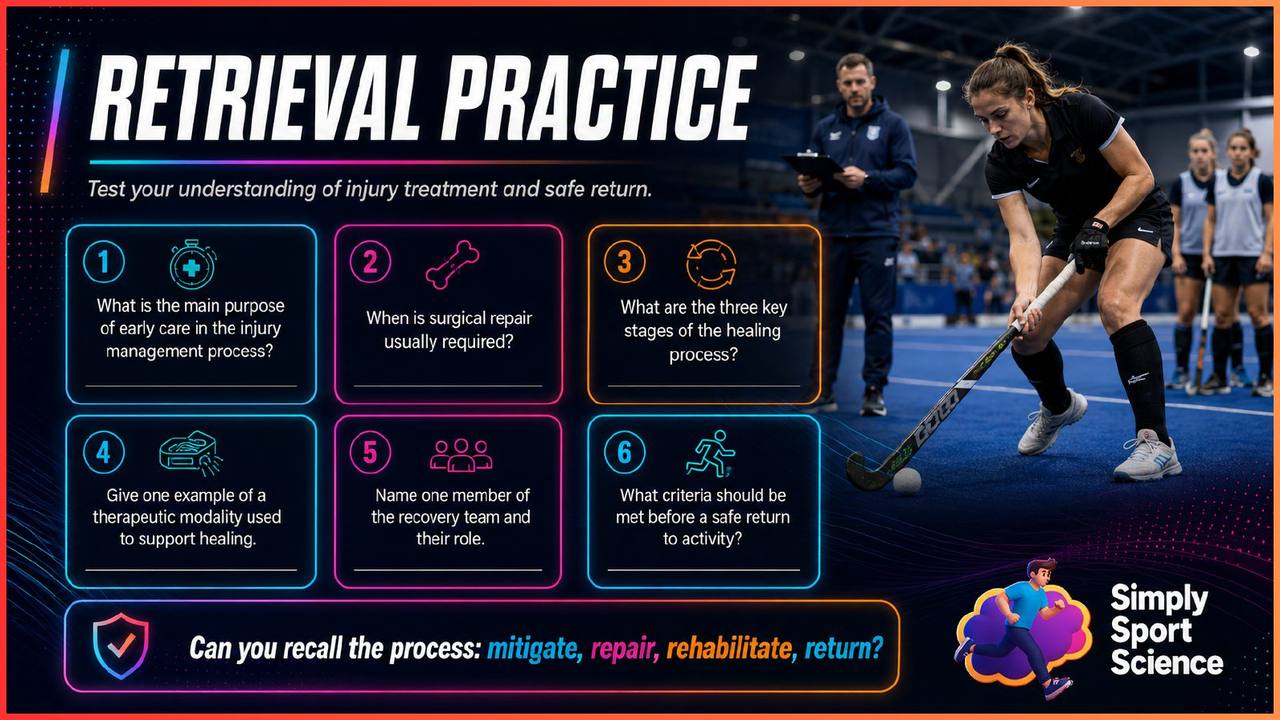 RETRIEVAL PRACTICE
Test your understanding of injury treatment and safe return.
1
What is the main purpose
of early care in the injury
management process?
2
When is surgical repair
usually required?
3
What are the three key
stages of the healing
process?
4
Give one example of a
therapeutic modality used
to support healing.
5
Name one member of
the recovery team and
their role.
6
What criteria should be
met before a safe return
to activity?
Can you recall the process: mitigate, repair, rehabilitate, return?
Simply
Sport
Science